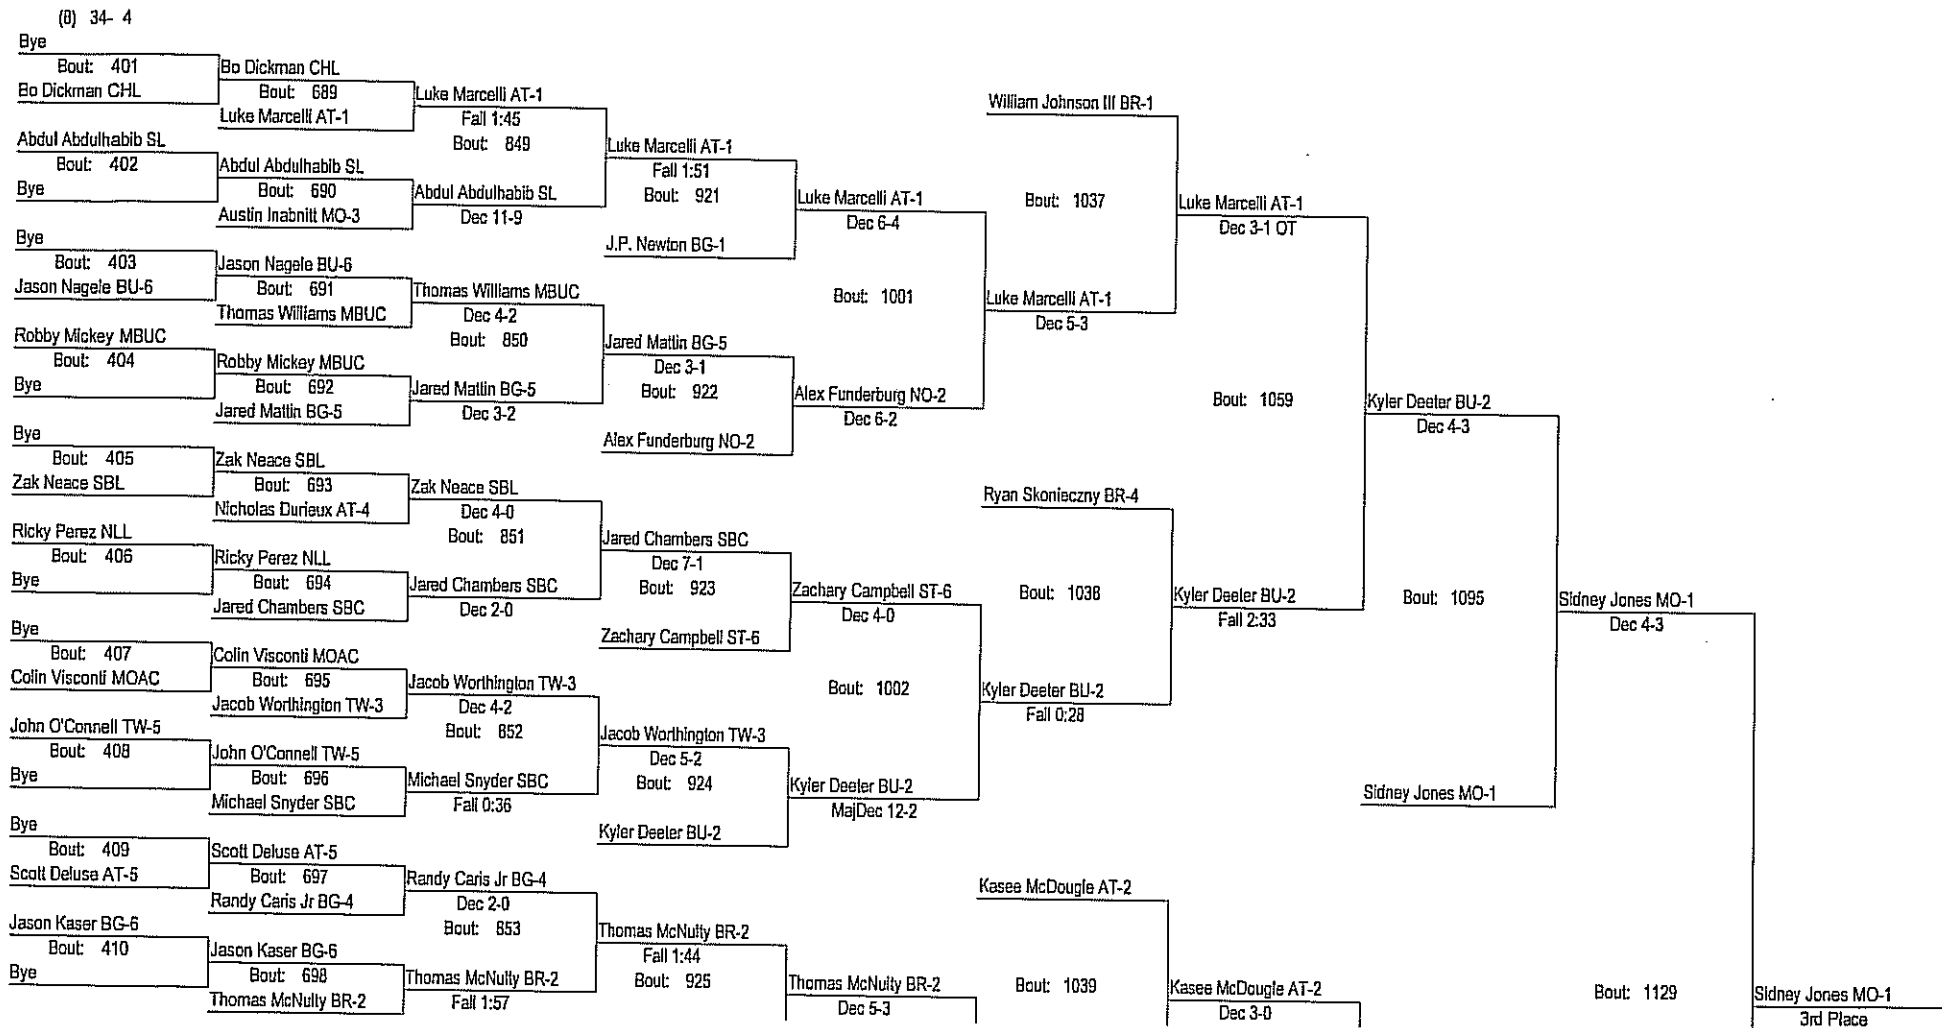 (8) 34- 4
Bye
Bout: 401
Bo Dickman CHL
Bo Dickman CHL
Bout: 689
Luke Marcelli AT-1
Luke Marcelli AT-1
Fall 1:45
Bout: 849
Abdul Abdulhabib SL
Bout: 402
Bye
Abdul Abdulhabib SL
Bout: 690
Austin Inabnitt MO-3
Abdul Abdulhabib SL
Dec 11-9
Luke Marcelli AT-1
Fall 1:51
Bout: 921
J.P. Newton BG-1
Luke Marcelli AT-1
Dec 6-4
Bye
Bout: 403
Jason Nagele BU-6
Jason Nagele BU-6
Bout: 691
Thomas Williams MBUC
Thomas Williams MBUC
Dec 4-2
Bout: 850
Robby Mickey MBUC
Bout: 404
Bye
Robby Mickey MBUC
Bout: 692
Jared Matlin BG-5
Jared Matlin BG-5
Dec 3-2
Jared Matlin BG-5
Dec 3-1
Bout: 922
Alex Funderburg NO-2
Alex Funderburg NO-2
Dec 6-2
Bout: 1001
Luke Marcelli AT-1
Dec 5-3
William Johnson III BR-1
Bout: 1037
Luke Marcelli AT-1
Dec 3-1 OT
Bye
Bout: 405
Zak Neace SBL
Zak Neace SBL
Bout: 693
Nicholas Durieux AT-4
Zak Neace SBL
Dec 4-0
Bout: 851
Ricky Perez NLL
Bout: 406
Bye
Ricky Perez NLL
Bout: 694
Jared Chambers SBC
Jared Chambers SBC
Dec 2-0
Jared Chambers SBC
Dec 7-1
Bout: 923
Zachary Campbell ST-6
Zachary Campbell ST-6
Dec 4-0
Bye
Bout: 407
Colin Visconti MOAC
Colin Visconti MOAC
Bout: 695
Jacob Worthington TW-3
Jacob Worthington TW-3
Dec 4-2
Bout: 852
John O'Connell TW-5
Bout: 408
Bye
John O'Connell TW-5
Bout: 696
Michael Snyder SBC
Michael Snyder SBC
Fall 0:36
Jacob Worthington TW-3
Dec 5-2
Bout: 924
Kyler Deeter BU-2
Kyler Deeter BU-2
MajDec 12-2
Bout: 1002
Kyler Deeter BU-2
Fall 0:28
Ryan Skonieczny BR-4
Bout: 1038
Kyler Deeter BU-2
Fall 2:33
Bout: 1059
Kyler Deeter BU-2
Dec 4-3
Bout: 1095
Sidney Jones MO-1
Sidney Jones MO-1
Dec 4-3
Bye
Bout: 409
Scott Deluse AT-5
Scott Deluse AT-5
Bout: 697
Randy Caris Jr BG-4
Randy Caris Jr BG-4
Dec 2-0
Bout: 853
Jason Kaser BG-6
Bout: 410
Bye
Jason Kaser BG-6
Bout: 698
Thomas McNulty BR-2
Thomas McNulty BR-2
Fall 1:57
Thomas McNulty BR-2
Fall 1:44
Bout: 925
Thomas McNulty BR-2
Dec 5-3
Kasee McDougle AT-2
Bout: 1039
Kasee McDougle AT-2
Dec 3-0
Bout: 1129
Sidney Jones MO-1
3rd Place